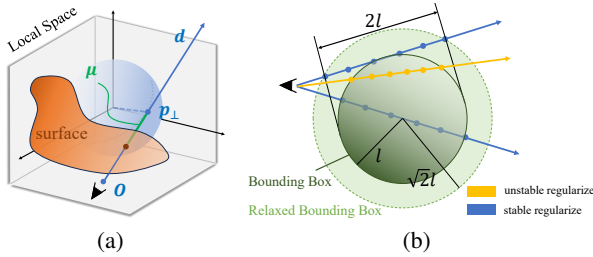 Local Space
d
μ
p⊥
surface
O
(a)
2l
l
√2l
Bounding Box
Relaxed Bounding Box
unstable regularize
stable regularize
(b)